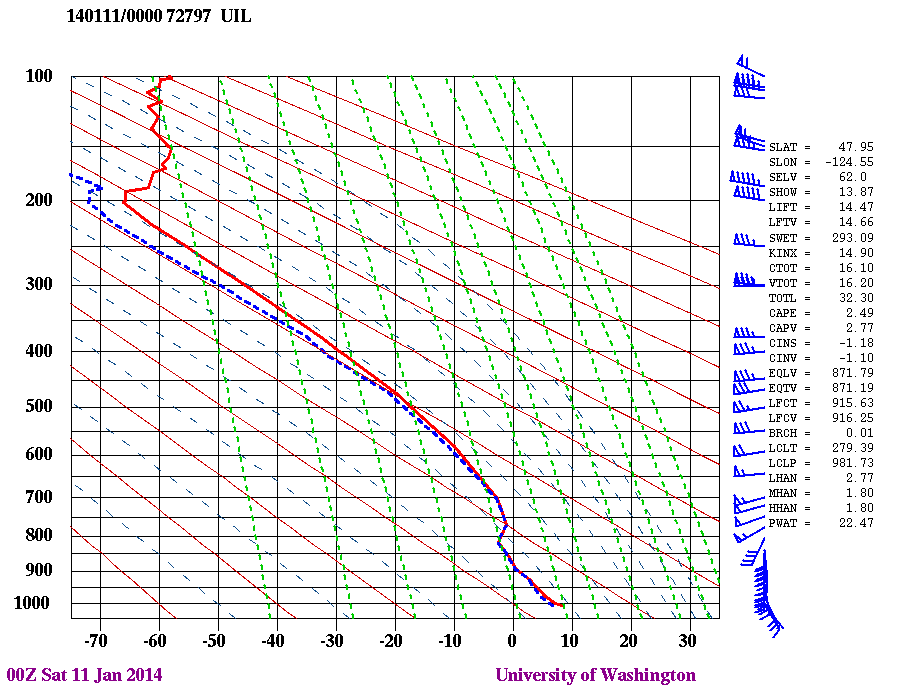 140111/0000 72797 UIL
100
200
300
400
500
600
700
800
900
1000
-70 -60 -50 -40 -30 -20 -10 0 10 20 30
SLAT = 47.95
SLON = -124.55
SELV = 62.0
SHOW = 13.87
LIFT = 14.47
LFTV = 14.66
SWET = 293.09
KINX = 14.90
CTOT = 16.10
VTOT = 16.20
TOTL = 32.30
CAPE = 2.49
CAPV = 2.77
CINS = -1.18
CINV = -1.10
EQLV = 871.79
EQTV = 871.19
LFCT = 915.63
LFCV = 916.25
BRCH = 0.01
LCLT = 279.39
LCLP = 981.73
LHAN = 2.77
MHAN = 1.80
HHAN = 1.80
PWAT = 22.47
00Z Sat 11 Jan 2014 University of Washington